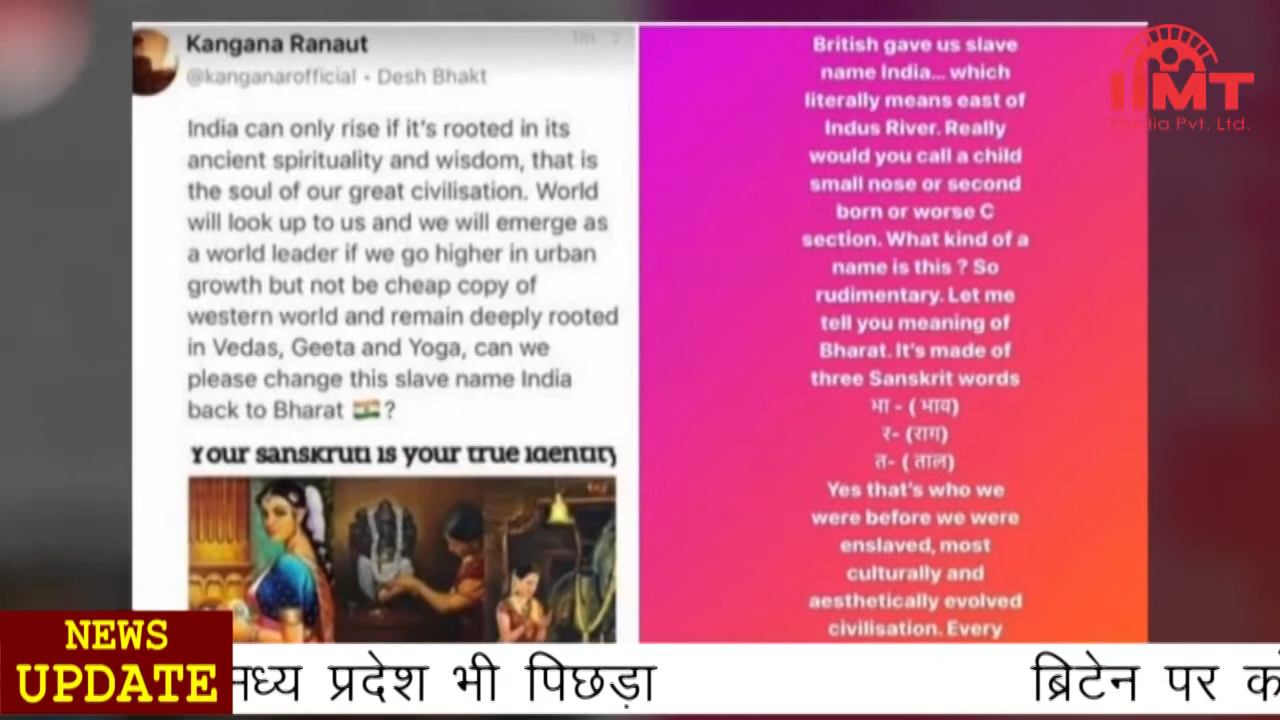 Kangana Ranaut
1m
@kanganarofficial • Desh Bhakt
India can only rise if it's rooted in its
ancient spirituality and wisdom, that is
the soul of our great civilisation. World
will look up to us and we will emerge as
a world leader if we go higher in urban
growth but not be cheap copy of
western world and remain deeply rooted
in Vedas, Geeta and Yoga, can we
please change this slave name India
back to Bharat 🇮🇳?
Your sanskruti is your true identity
British gave us slave
name India... which
literally means east of
Indus River. Really
would you call a child
small nose or second
born or worse C
section. What kind of a
name is this ? So
rudimentary. Let me
tell you meaning of
Bharat. It's made of
three Sanskrit words
भा - ( भाव)
र- (राग)
त- ( ताल)
Yes that's who we
were before we were
enslaved, most
culturally and
aesthetically evolved
civilisation. Every
IIMT
Media Pvt. Ltd.
NEWS
UPDATE
मध्य प्रदेश भी पिछड़ा
ब्रिटेन पर